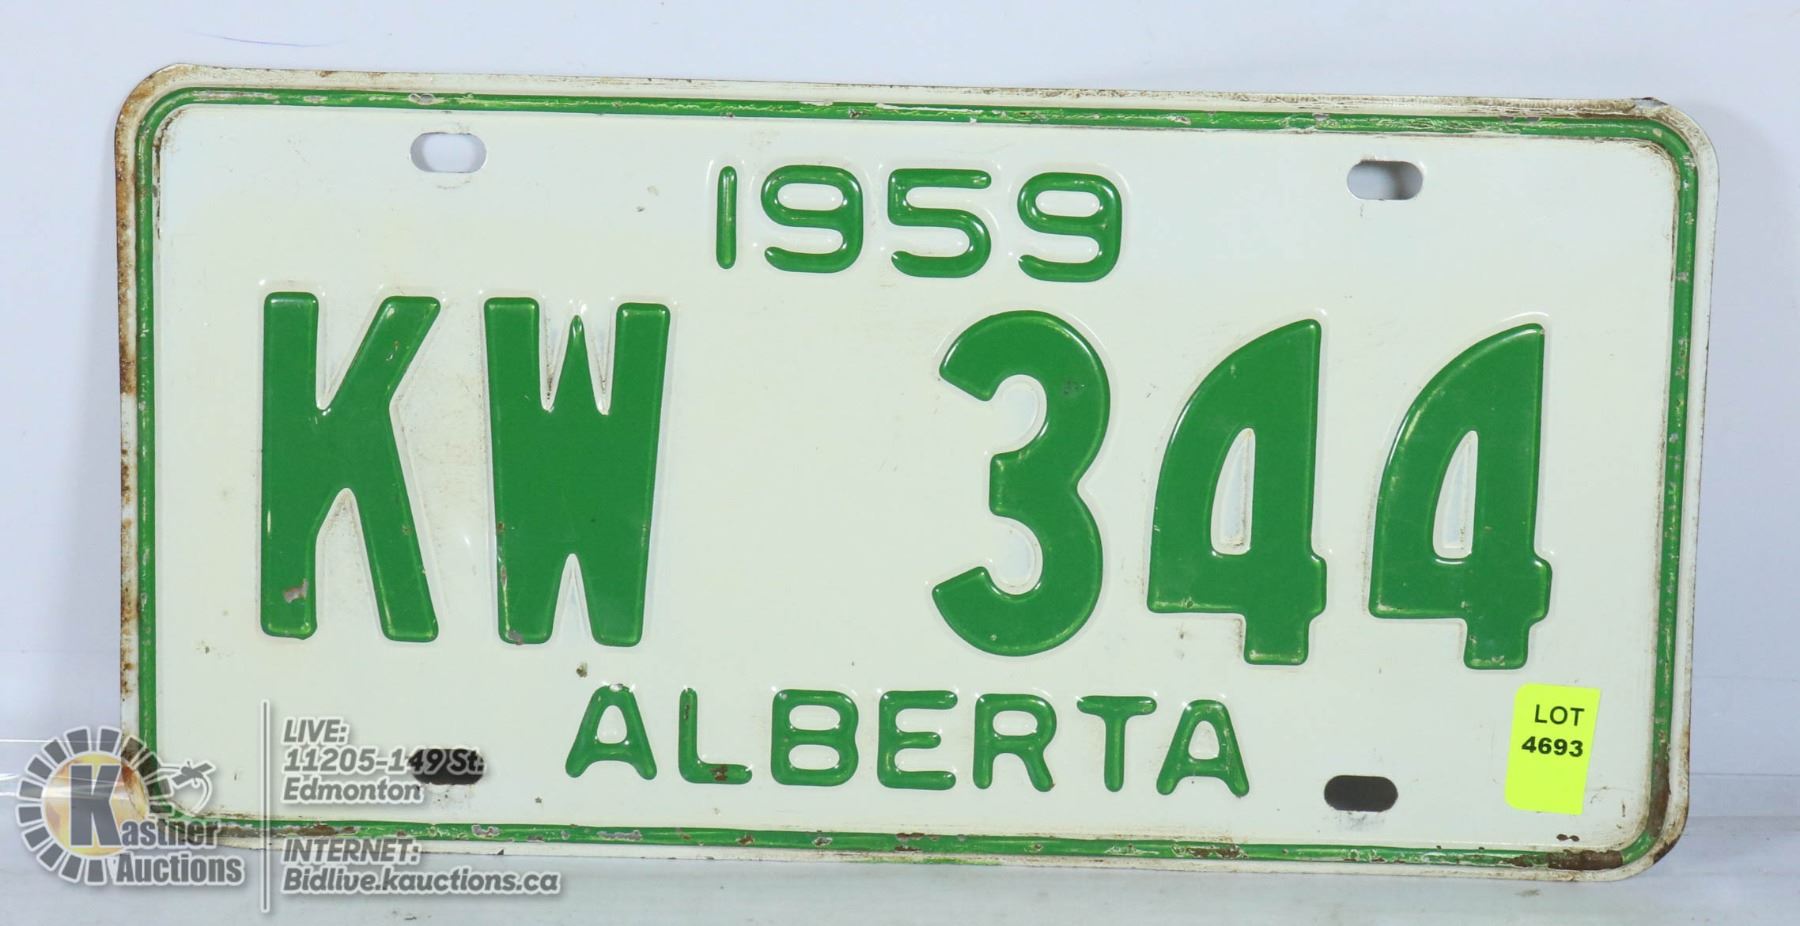 1959
KW 344
ALBERTA
LOT
4693
LIVE:
11205-149 St.
Edmonton
Kastner
Auctions
INTERNET:
Bidlive.kauctions.ca